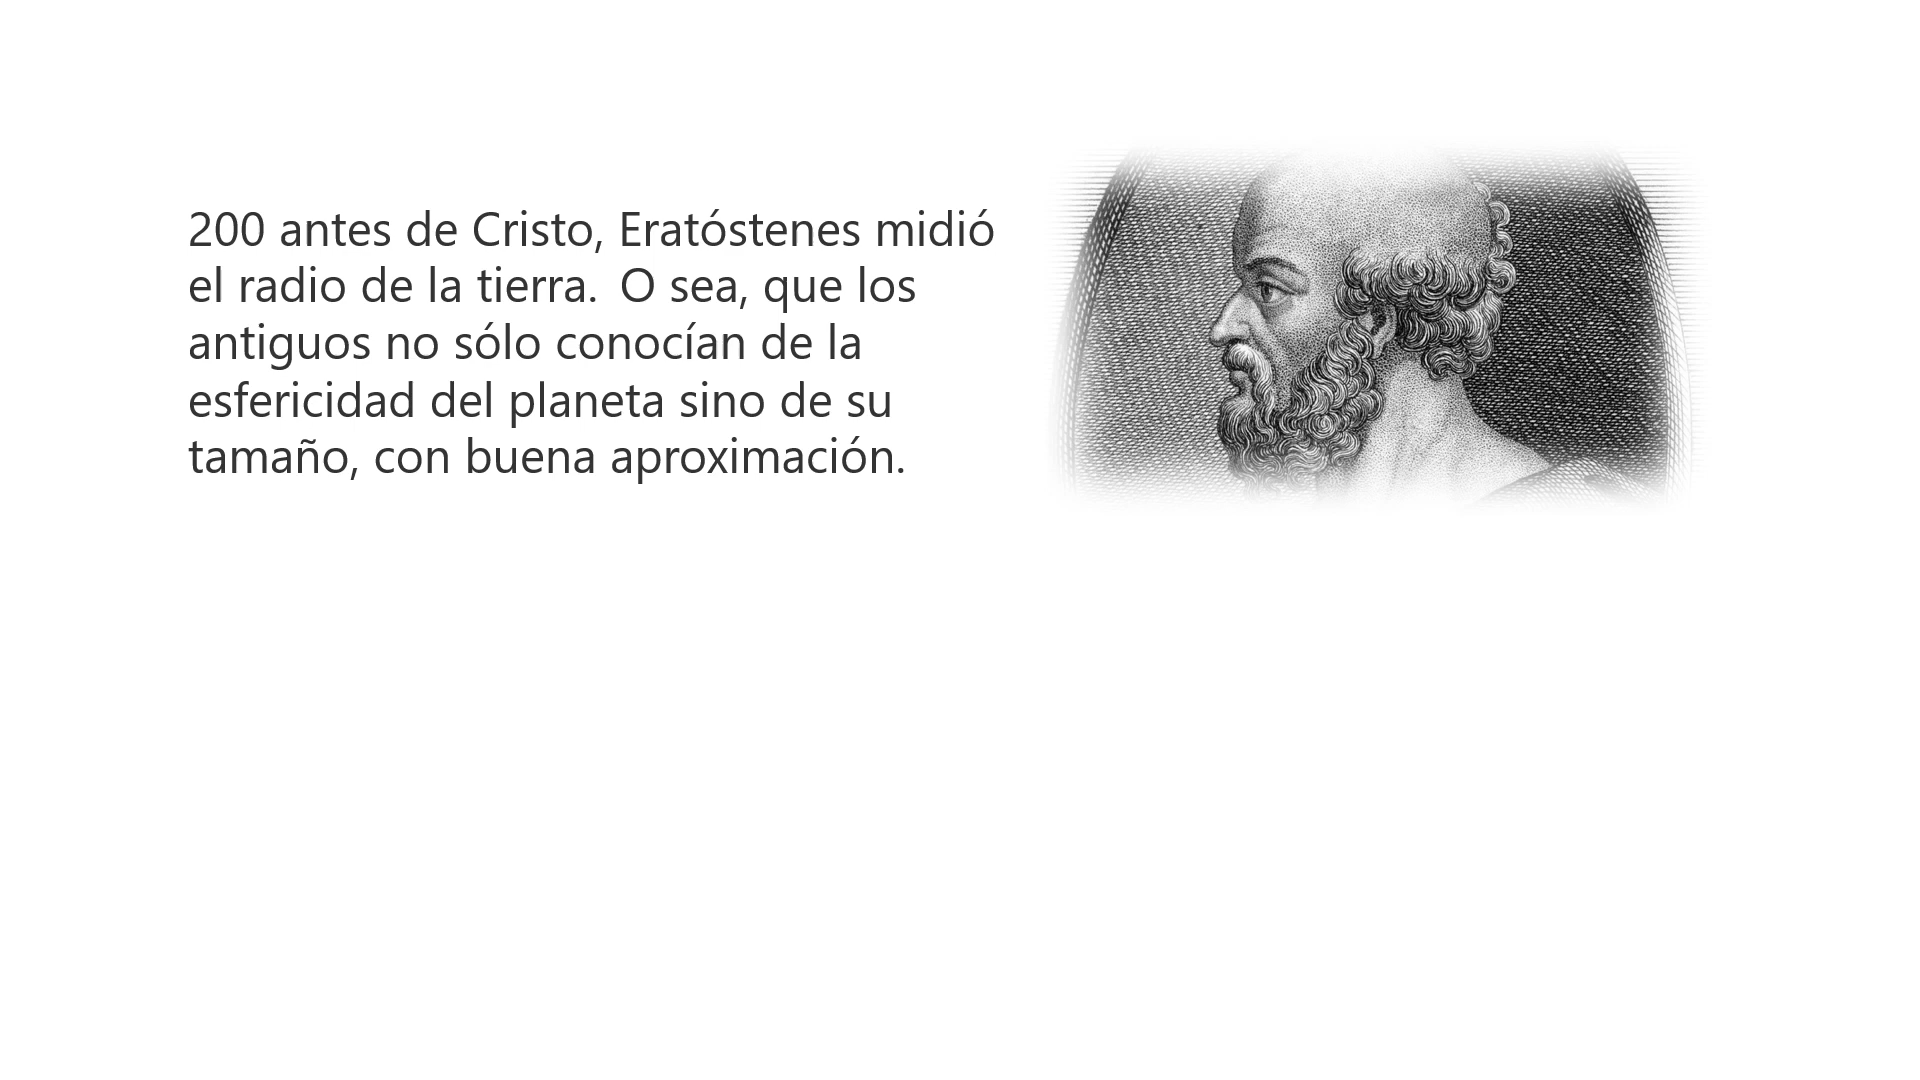 200 antes de Cristo, Eratóstenes midió
el radio de la tierra.  O sea, que los
antiguos no sólo conocían de la
esfericidad del planeta sino de su
tamaño, con buena aproximación.